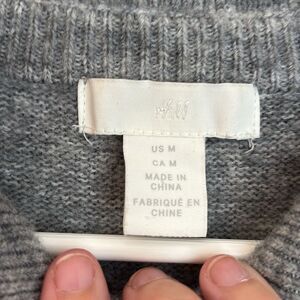 H&M
US M
CA M
MADE IN
CHINA
FABRIQUÉ EN
CHINE